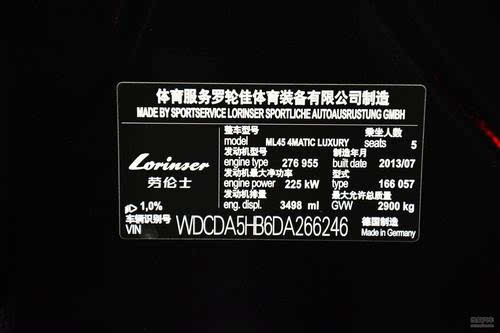 体育服务罗轮佳体育装备有限公司制造
MADE BY SPORTSERVICE LORINSER SPORTLICHE AUTOAUSRUSTUNG GMBH
整车型号 乘坐人数
model ML45 4MATIC LUXURY seats 5
发动机型号 制造年月
engine type 276 955 built date 2013/07
发动机最大净功率 型式
engine power 225 kW type 166 057
发动机排量 最大允许总质量
eng. displ. 3498 ml GVW 2900 kg
Lorinser
劳伦士
1,0%
车辆识别号
VIN WDCDA5HB6DA266246
德国制造
Made in Germany